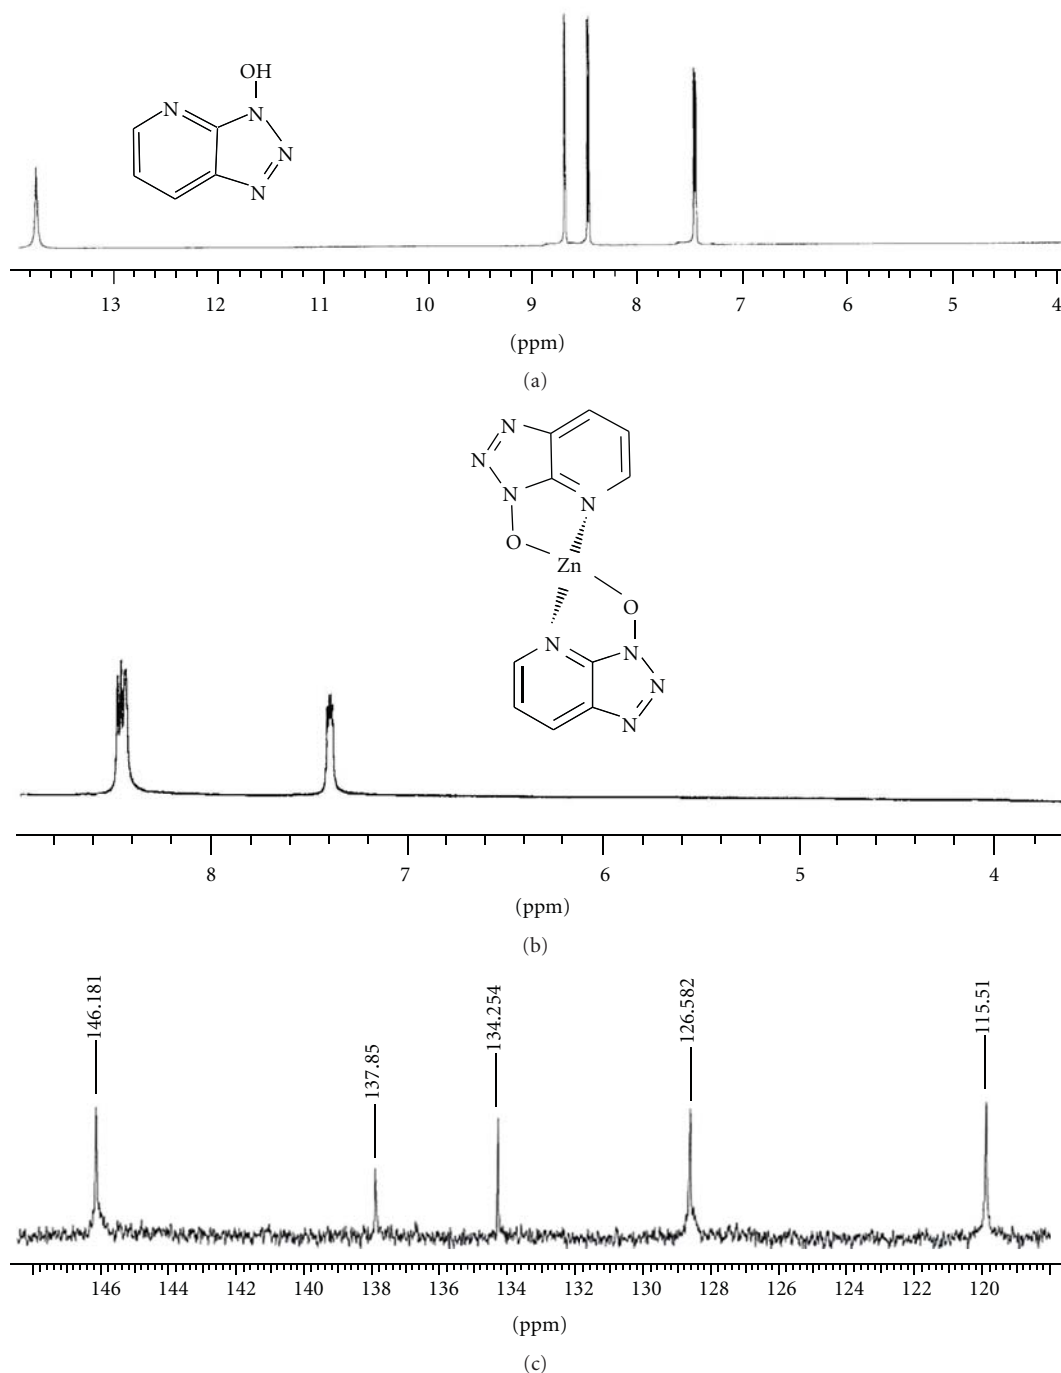 OH
N
N
N
N
13 12 11 10 9 8 7 6 5 4
(ppm)
(a)
N
N
N
N
O
Zn
O
N
N
N
N
8 7 6 5 4
(ppm)
(b)
146.181
137.85
134.254
126.582
115.51
146 144 142 140 138 136 134 132 130 128 126 124 122 120
(ppm)
(c)